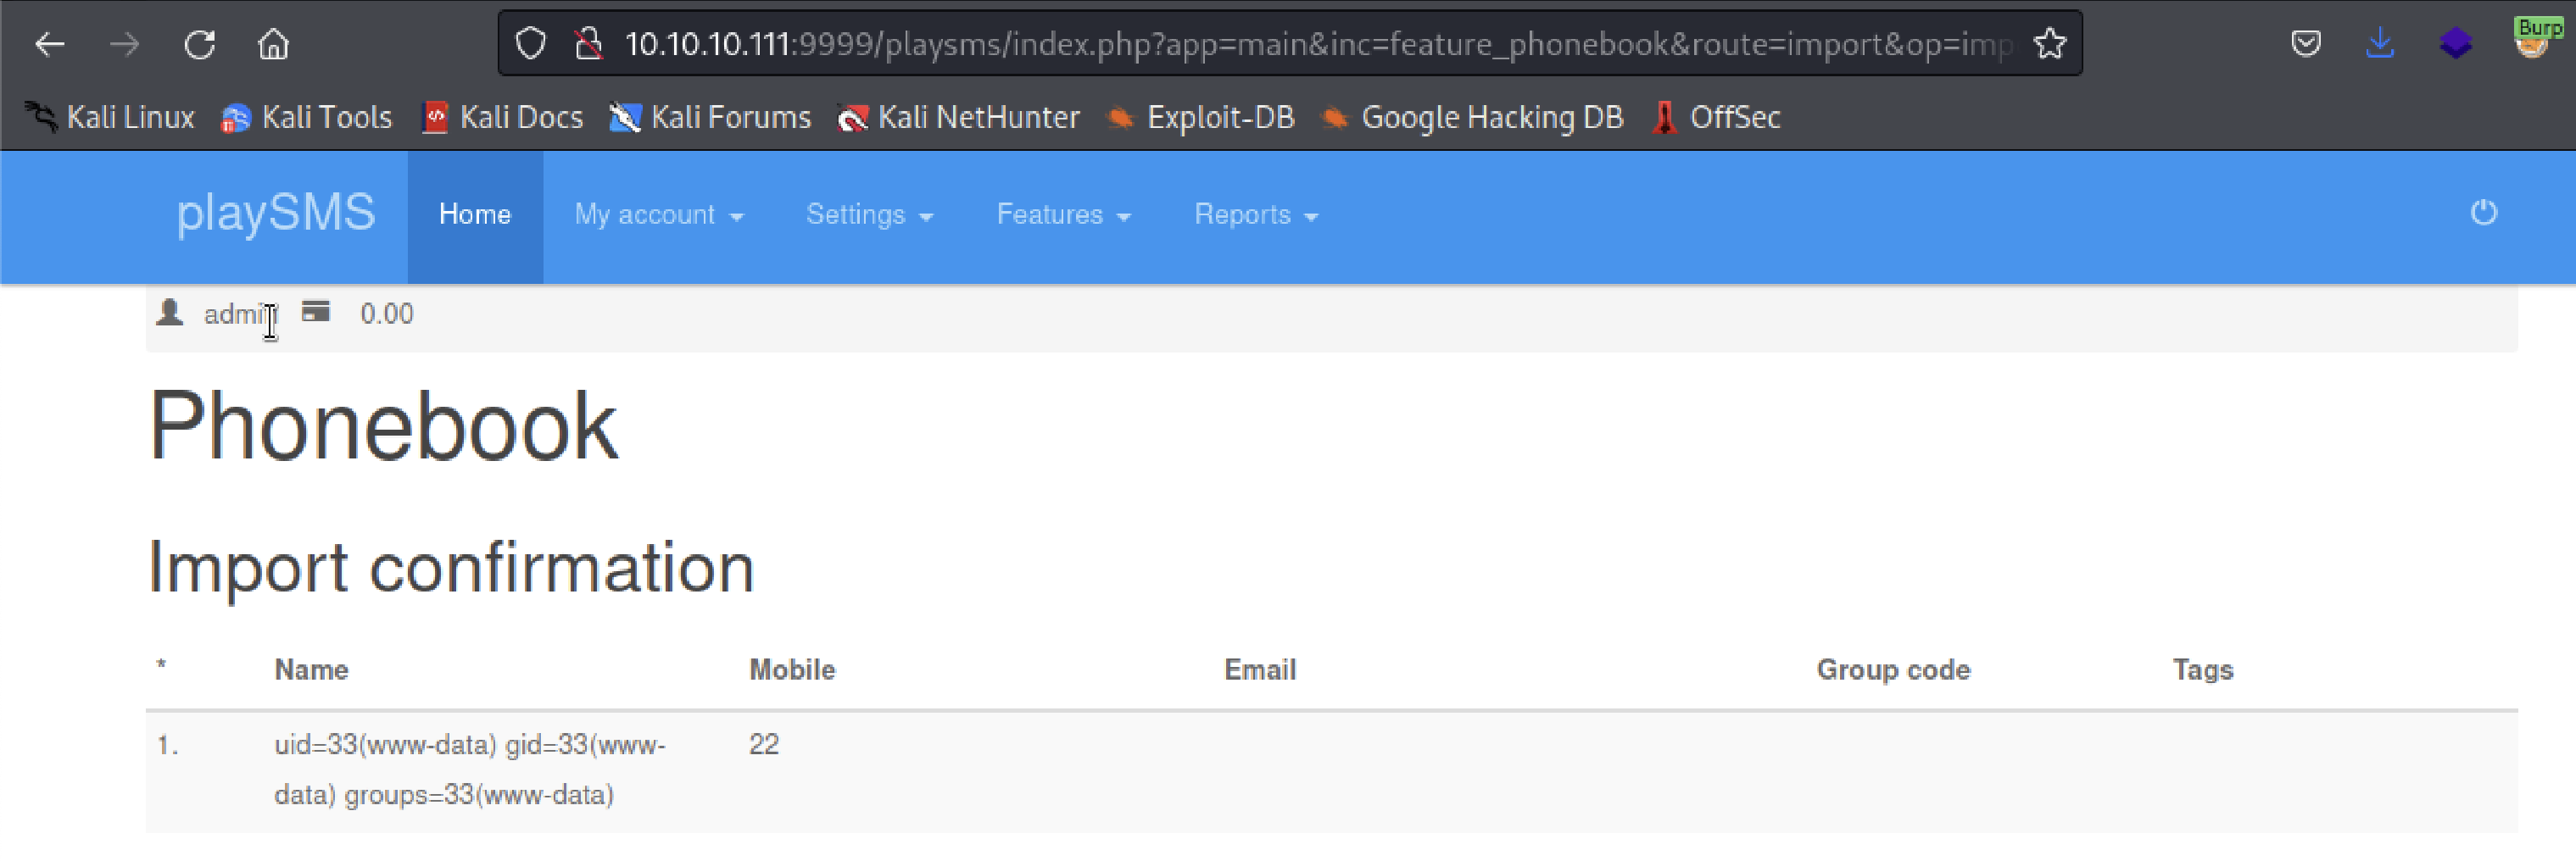 Burp
10.10.10.111:9999/playsms/index.php?app=main&inc=feature_phonebook&route=import&op=imp
Kali Linux Kali Tools Kali Docs Kali Forums Kali NetHunter Exploit-DB Google Hacking DB OffSec
playSMS Home My account Settings Features Reports
admin 0.00
Phonebook
Import confirmation
* Name Mobile Email Group code Tags
1. uid=33(www-data) gid=33(www- 22
data) groups=33(www-data)